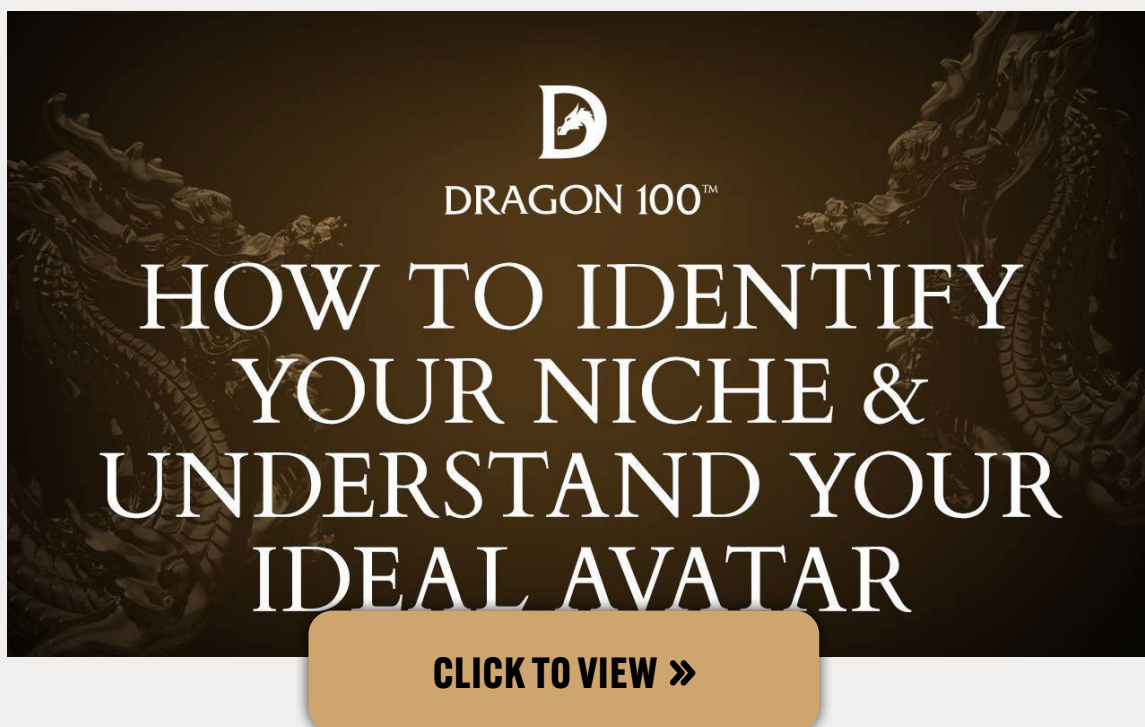 D
DRAGON 100™
HOW TO IDENTIFY
YOUR NICHE &
UNDERSTAND YOUR
IDEAL AVATAR
CLICK TO VIEW »